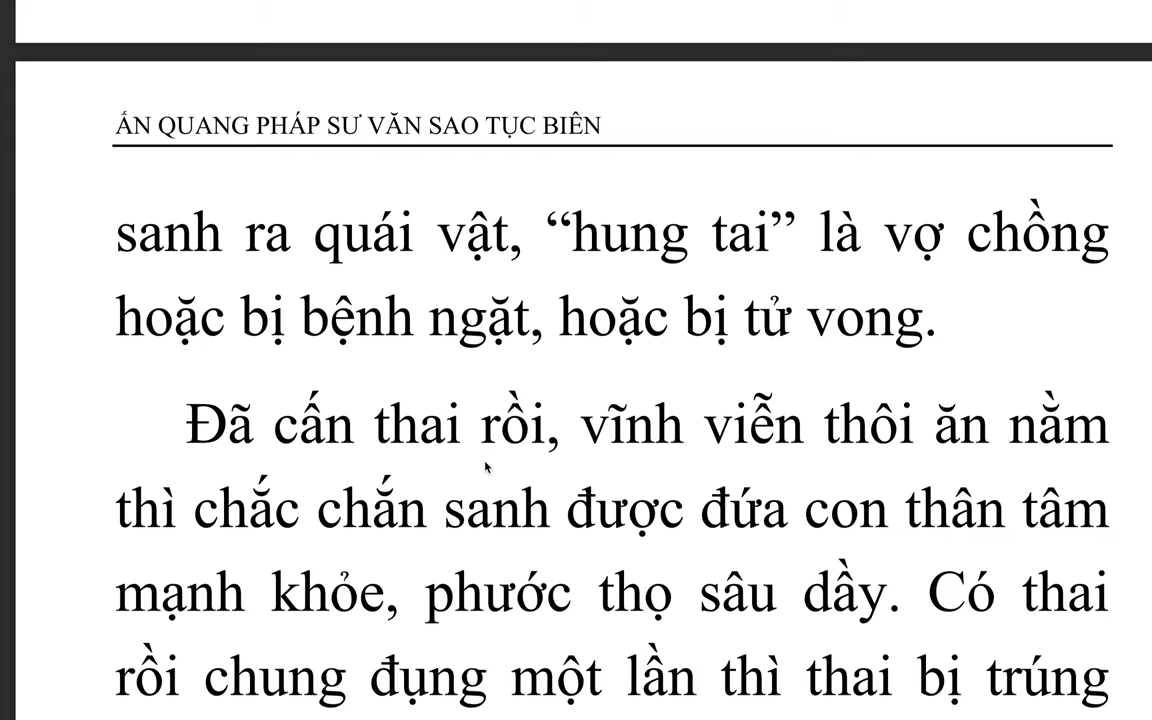 ẤN QUANG PHÁP SƯ VĂN SAO TỤC BIÊN
sanh ra quái vật, “hung tai” là vợ chồng
hoặc bị bệnh ngặt, hoặc bị tử vong.
Đã cấn thai rồi, vĩnh viễn thôi ăn nằm
thì chắc chắn sanh được đứa con thân tâm
mạnh khỏe, phước thọ sâu dầy. Có thai
rồi chung đụng một lần thì thai bị trúng